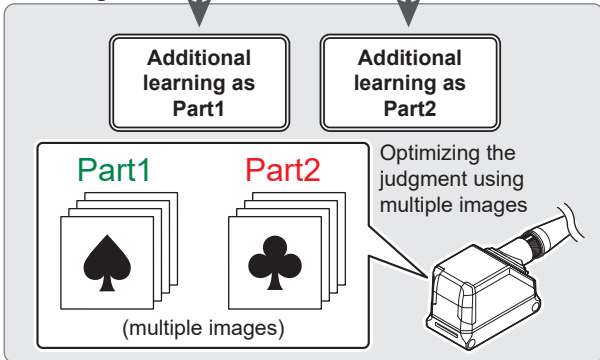 Additional
learning as
Part1
Additional
learning as
Part2
Part1
Part2
(multiple images)
Optimizing the
judgment using
multiple images